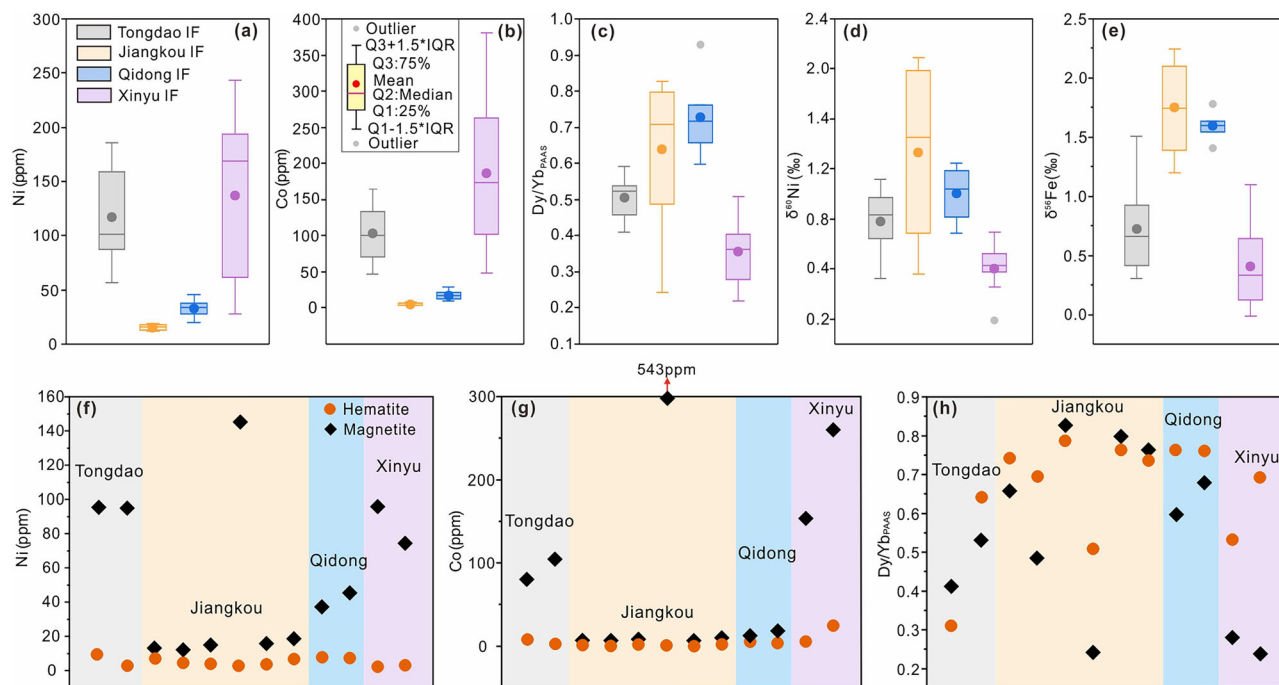 300
250
200
150
100
50
0
Ni (ppm)
(a)
Tongdao IF
Jiangkou IF
Qidong IF
Xinyu IF
400
350
300
250
200
150
100
50
0
Co (ppm)
(b)
Outlier
Q3+1.5*IQR
Q3:75%
Mean
Q2:Median
Q1:25%
Q1-1.5*IQR
Outlier
1.0
0.9
0.8
0.7
0.6
0.5
0.4
0.3
0.2
0.1
Dy/YbPAAS
(c)
2.4
2.0
1.4
1.2
0.8
0.4
0.2
δ60Ni (‰)
(d)
2.5
2.0
1.5
1.0
0.5
0.0
δ56Fe (‰)
(e)
160
140
120
100
80
60
40
20
0
Ni (ppm)
(f)
Hematite
Magnetite
Tongdao
Jiangkou
Qidong
Xinyu
543ppm
300
200
100
0
Co (ppm)
(g)
Tongdao
Jiangkou
Qidong
Xinyu
0.9
0.8
0.7
0.6
0.5
0.4
0.3
0.2
Dy/YbPAAS
(h)
Tongdao
Jiangkou
Qidong
Xinyu